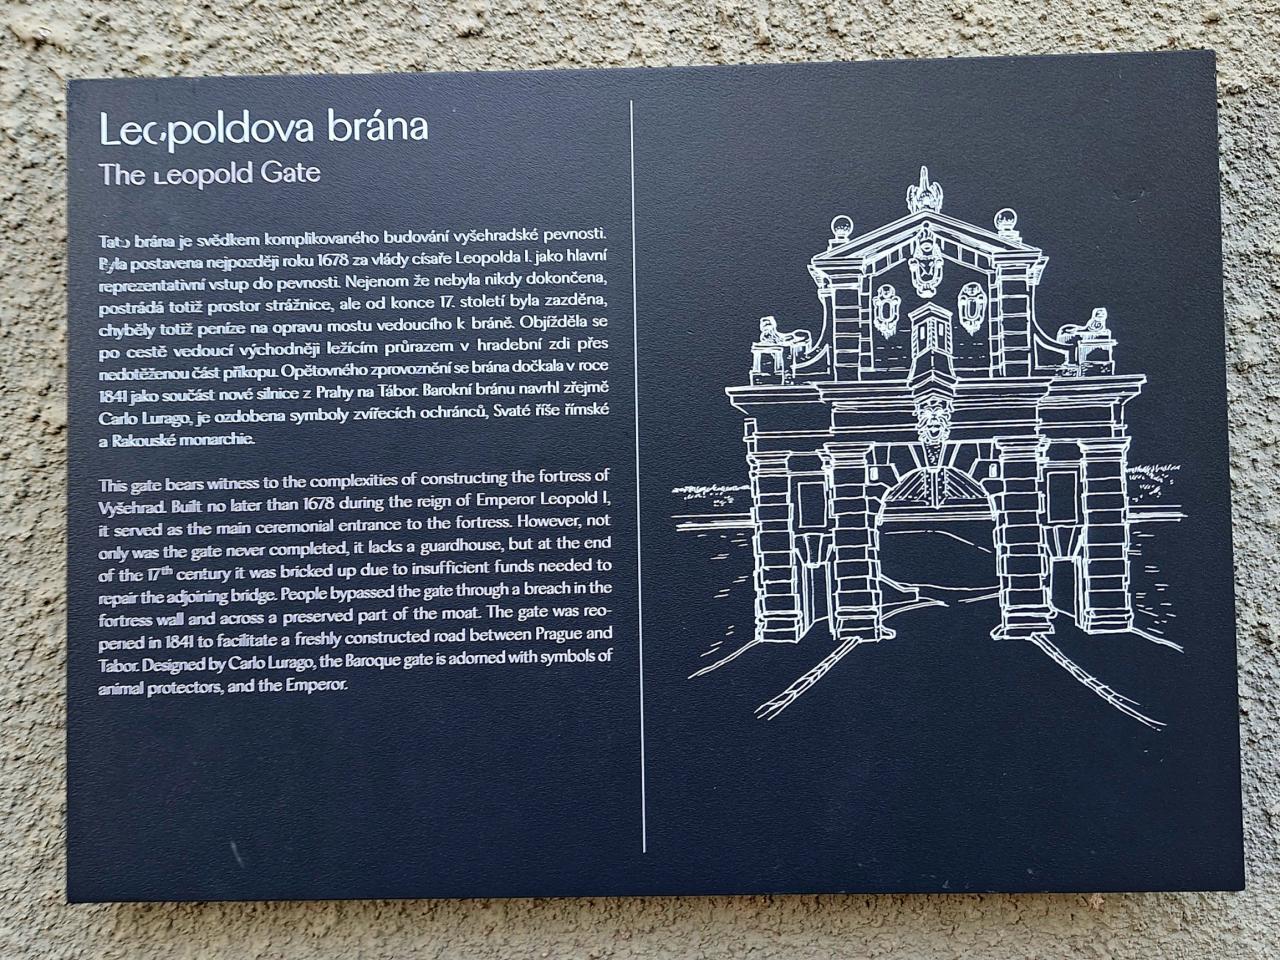 Leopoldova brána
The Leopold Gate
Tato brána je svědkem komplikovaného budování vyšehradské pevnosti.
Byla postavena nejpozději roku 1678 za vlády císaře Leopolda I. jako hlavní
reprezentativní vstup do pevnosti. Nejenom že nebyla nikdy dokončena,
postrádá totiž prostor strážnice, ale od konce 17. století byla zazděna,
chyběly totiž peníze na opravu mostu vedoucího k bráně. Objížděla se
po cestě vedoucí východněji ležícím průrazem v hradební zdi přes
nedotěženou část příkopu. Opětovného zprovoznění se brána dočkala v roce
1841 jako součást nové silnice z Prahy na Tábor. Barokní bránu navrhl zřejmě
Carlo Lurago, je ozdobena symboly zvířecích ochránců, Svaté říše římské
a Rakouské monarchie.
This gate bears witness to the complexities of constructing the fortress of
Vyšehrad. Built no later than 1678 during the reign of Emperor Leopold I,
it served as the main ceremonial entrance to the fortress. However, not
only was the gate never completed, it lacks a guardhouse, but at the end
of the 17th century it was bricked up due to insufficient funds needed to
repair the adjoining bridge. People bypassed the gate through a breach in the
fortress wall and across a preserved part of the moat. The gate was reo-
pened in 1841 to facilitate a freshly constructed road between Prague and
Tabor. Designed by Carlo Lurago, the Baroque gate is adorned with symbols of
animal protectors, and the Emperor.